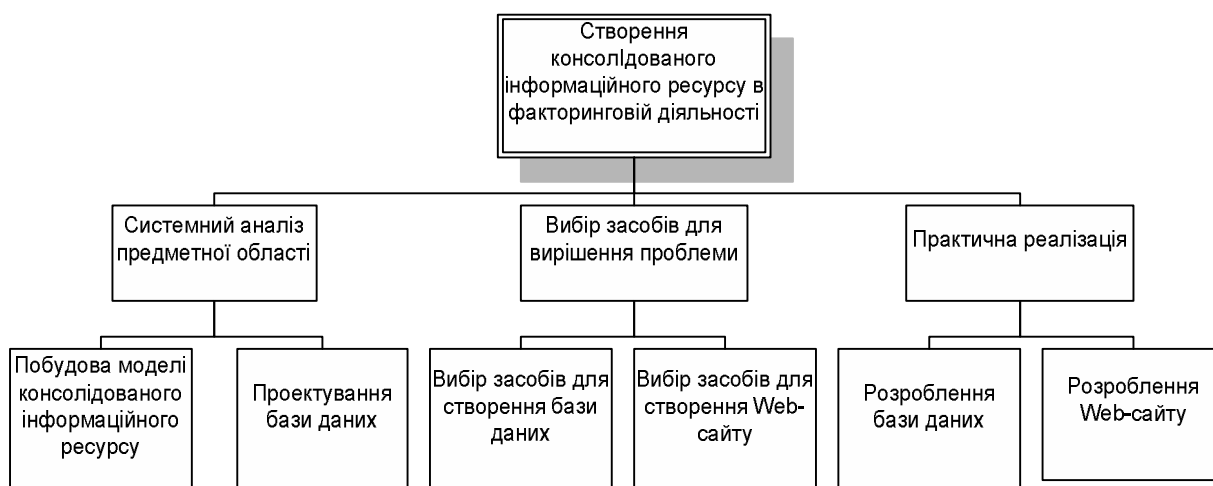 Створення
консолІдованого
інформаційного ресурсу в
факторинговій діяльності
Системний аналіз
предметної області
Вибір засобів для
вирішення проблеми
Практична реалізація
Побудова моделі
консолідованого
інформаційного
ресурсу
Проектування
бази даних
Вибір засобів для
створення бази
даних
Вибір засобів для
створення Web-
сайту
Розроблення
бази даних
Розроблення
Web-сайту